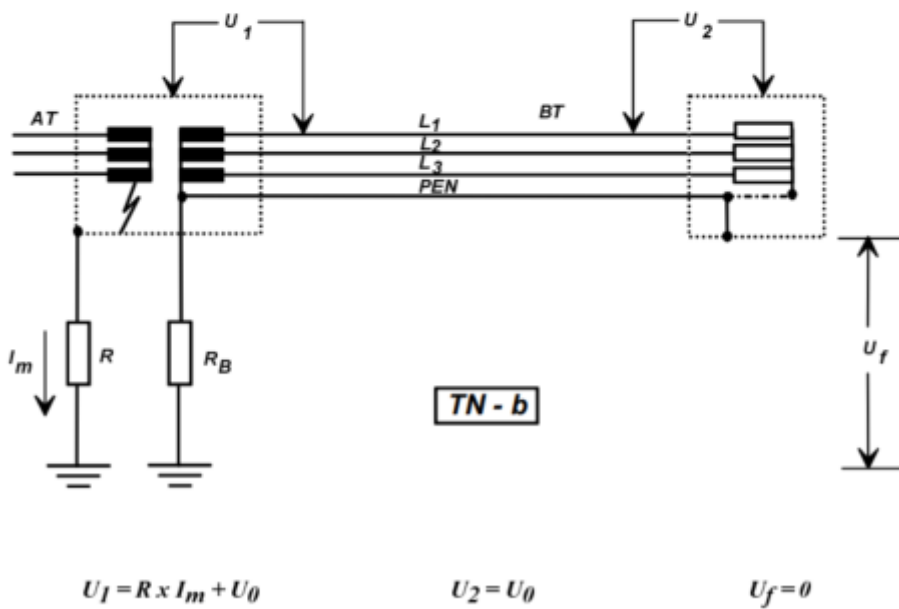 U1
U2
AT
L1
BT
L2
L3
PEN
Im
R
RB
Uf
TN - b
U1 = R x Im + U0
U2 = U0
Uf = 0